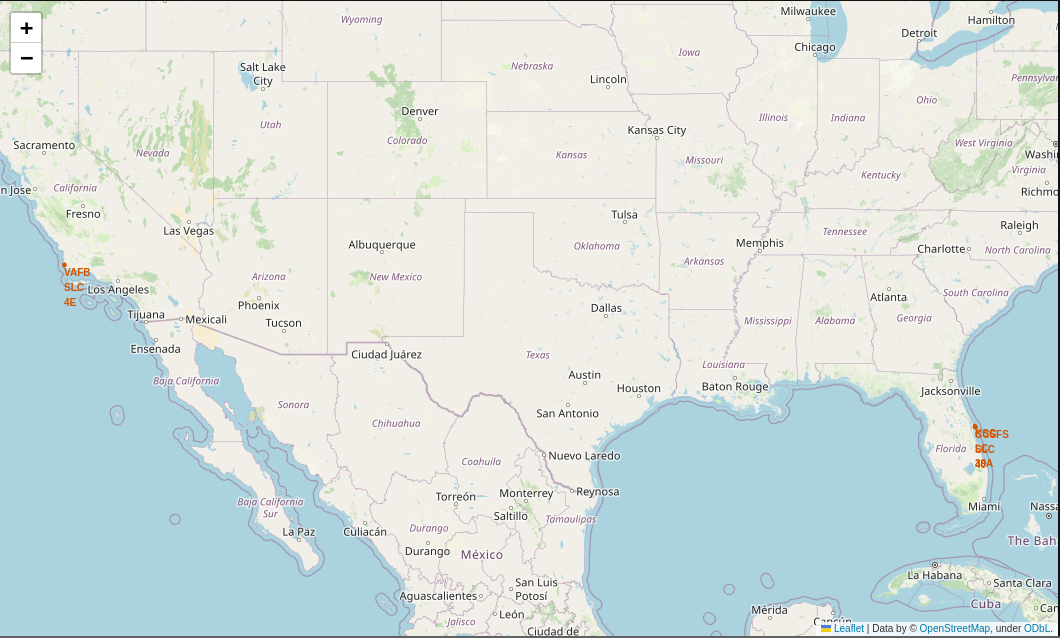 +
−
Wyoming
Milwaukee
Hamilton
Detroit
Chicago
Iowa
Nebraska
Salt Lake
City
Lincoln
Pennsylvan
Ohio
Denver
Utah
Illinois
Indiana
Kansas City
Colorado
Sacramento
Nevada
Kansas
Missouri
West Virginia
Washi
Kentucky
Virginia
n Jose
California
Richmo
Fresno
Tulsa
Las Vegas
Raleigh
Albuquerque
Oklahoma
Memphis
Tennessee
Charlotte
North Carolina
Arkansas
VAFB
SLC
4E
Los Angeles
Arizona
New Mexico
Phoenix
Atlanta
South Carolina
Tijuana
Mexicali
Tucson
Dallas
Mississippi
Alabama
Georgia
Ensenada
Ciudad Juárez
Texas
Louisiana
Baja California
Austin
Houston
Baton Rouge
Jacksonville
Sonora
San Antonio
Chihuahua
Florida
Coahuila
Nuevo Laredo
Torreón
Monterrey
Reynosa
Baja California
Sur
Saltillo
Tamaulipas
Miami
Nassa
La Paz
Culiacán
Durango
The Bah
Durango
México
La Habana
Santa Clara
Aguascalientes
San Luis
Potosí
Cuba
Cam
León
Mérida
Jalisco
Cancún
Ciudad de
Leaflet | Data by © OpenStreetMap, under ODbL.